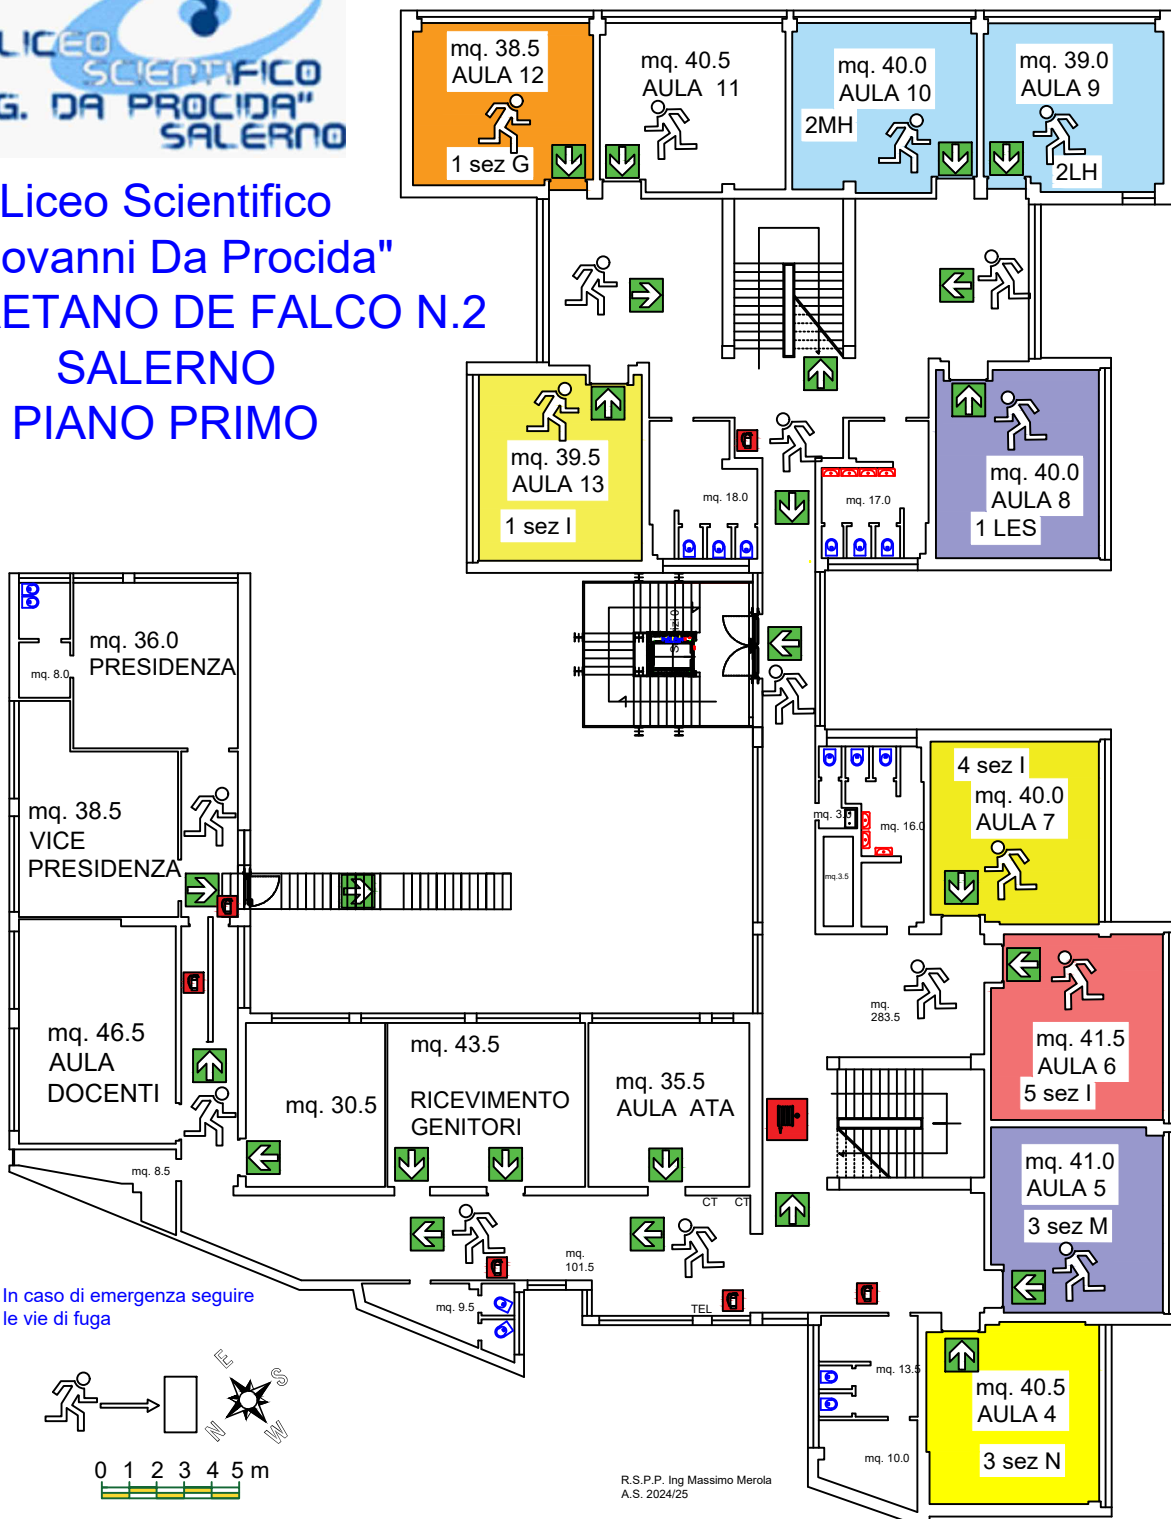 LICEO
SCIENTIFICO
G. DA PROCIDA"
SALERNO
Liceo Scientifico
ovanni Da Procida"
ETANO DE FALCO N.2
SALERNO
PIANO PRIMO
mq. 38.5
AULA 12
1 sez G
mq. 40.5
AULA 11
mq. 40.0
AULA 10
2MH
mq. 39.0
AULA 9
2LH
mq. 39.5
AULA 13
1 sez I
mq. 18.0
mq. 17.0
mq. 40.0
AULA 8
1 LES
mq. 36.0
PRESIDENZA
mq. 8.0
mq. 38.5
VICE
PRESIDENZA
4 sez I
mq. 40.0
AULA 7
mq. 3.0
mq. 16.0
mq.3.5
mq. 46.5
AULA
DOCENTI
mq. 30.5
mq. 43.5
RICEVIMENTO
GENITORI
mq. 35.5
AULA ATA
mq.
283.5
mq. 41.5
AULA 6
5 sez I
mq. 41.0
AULA 5
3 sez M
mq. 8.5
CT CT
mq.
101.5
mq. 9.5
TEL
In caso di emergenza seguire
le vie di fuga
E
S
N
W
mq. 13.5
mq. 40.5
AULA 4
3 sez N
mq. 10.0
0 1 2 3 4 5 m
R.S.P.P. Ing Massimo Merola
A.S. 2024/25